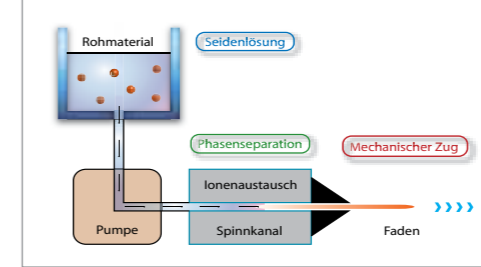 Rohmaterial
Seidenlösung
Phasenseparation
Mechanischer Zug
Ionenaustausch
Pumpe
Spinnkanal
Faden